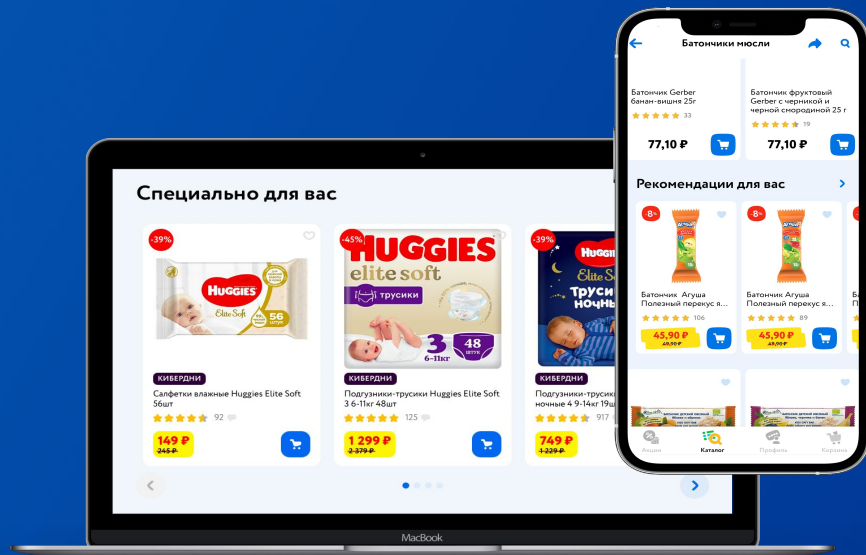 Специально для вас
-39%
HUGGIES
Elite Soft
56
штук
КИБЕРДНИ
Салфетки влажные Huggies Elite Soft
56шт
92
149 ₽
245 ₽
-45%
HUGGIES
elite soft
трусики
3
6-11кг
48
штук
КИБЕРДНИ
Подгузники-трусики Huggies Elite Soft
3 6-11кг 48шт
125
1 299 ₽
2 379 ₽
-39%
Elite
КИБЕРДНИ
Подгузники-
ночные 4 9-14кг
917
749 ₽
1 229 ₽
MacBook
Батончики мюсли
Батончик Gerber
банан-вишня 25г
33
77,10 ₽
Батончик фруктовый
Gerber с черникой и
черной смородиной 25 г
19
77,10 ₽
Рекомендации для вас
-8%
Батончик Агуша
Полезный перекус я...
106
45,90 ₽
49,90 ₽
-8%
Батончик Агуша
Полезный перекус я...
89
45,90 ₽
49,90 ₽
Акции
Каталог
Профиль
Корзина